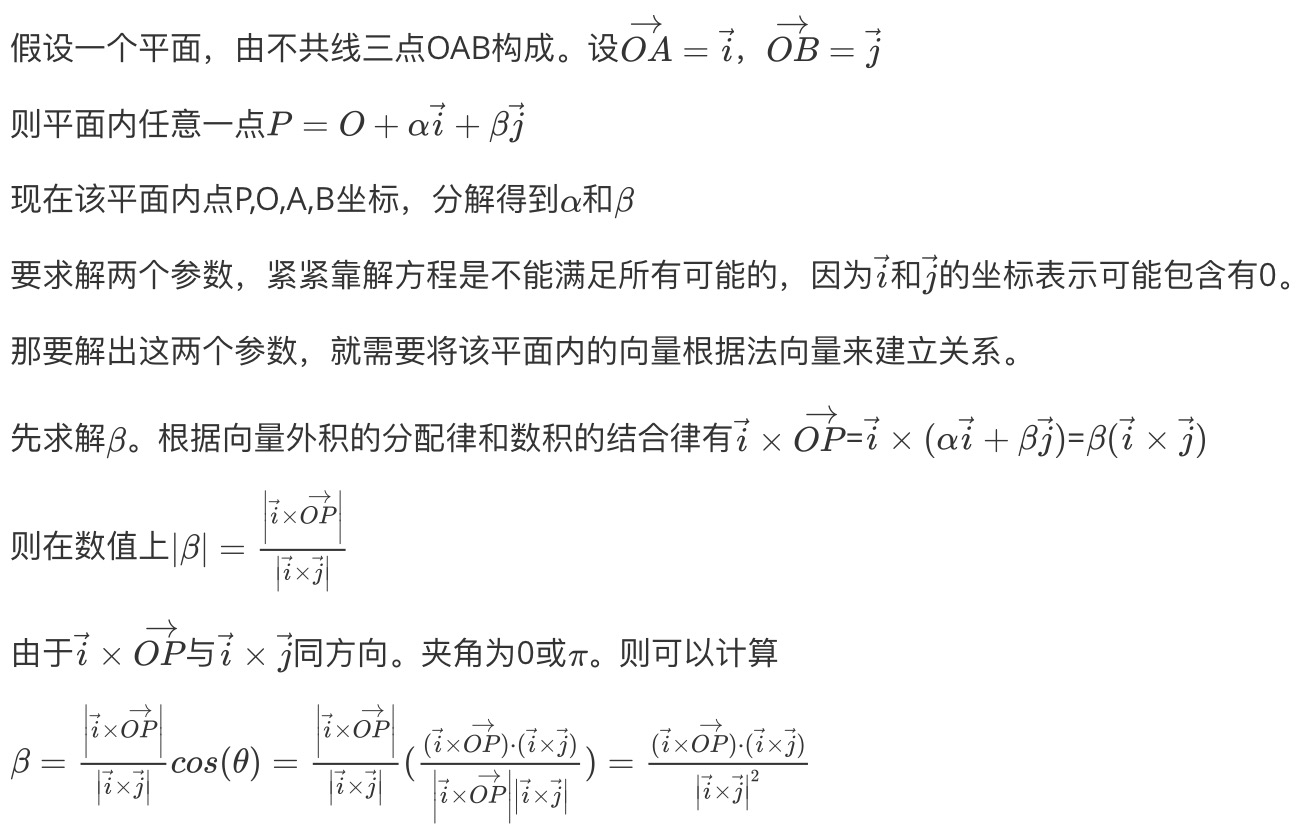 假设一个平面，由不共线三点OAB构成。设$\overrightarrow{OA} = \vec{i}$，$\overrightarrow{OB} = \vec{j}$
则平面内任意一点$P = O + \alpha\vec{i} + \beta\vec{j}$
现在该平面内点P,O,A,B坐标，分解得到$\alpha$和$\beta$
要求解两个参数，紧紧靠解方程是不能满足所有可能的，因为$\vec{i}$和$\vec{j}$的坐标表示可能包含有0。
那要解出这两个参数，就需要将该平面内的向量根据法向量来建立关系。
先求解$\beta$。根据向量外积的分配律和数积的结合律有$\vec{i} \times \overrightarrow{OP}$=$\vec{i} \times (\alpha\vec{i} + \beta\vec{j})$=$\beta(\vec{i} \times \vec{j})$
则在数值上$|\beta| = \frac{\left|\vec{i}\times\overrightarrow{OP}\right|}{\left|\vec{i}\times\vec{j}\right|}$
由于$\vec{i} \times \overrightarrow{OP}$与$\vec{i} \times \vec{j}$同方向。夹角为0或$\pi$。则可以计算
$\beta = \frac{\left|\vec{i}\times\overrightarrow{OP}\right|}{\left|\vec{i}\times\vec{j}\right|}cos(\theta) = \frac{\left|\vec{i}\times\overrightarrow{OP}\right|}{\left|\vec{i}\times\vec{j}\right|}(\frac{(\vec{i}\times\overrightarrow{OP})\cdot(\vec{i}\times\vec{j})}{\left|\vec{i}\times\overrightarrow{OP}\right|\left|\vec{i}\times\vec{j}\right|}) = \frac{(\vec{i}\times\overrightarrow{OP})\cdot(\vec{i}\times\vec{j})}{\left|\vec{i}\times\vec{j}\right|^2}$